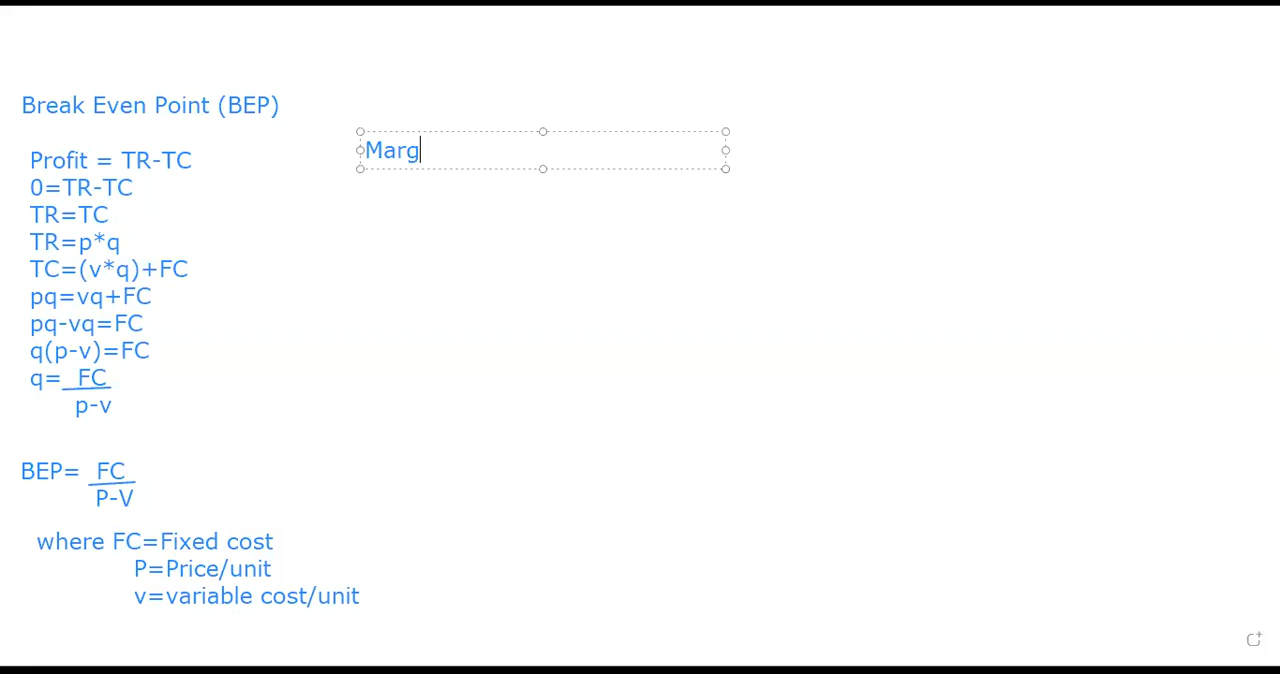 Break Even Point (BEP)
Profit = TR-TC
0=TR-TC
TR=TC
TR=p*q
TC=(v*q)+FC
pq=vq+FC
pq-vq=FC
q(p-v)=FC
q= FC
p-v
BEP= FC
P-V
where FC=Fixed cost
P=Price/unit
v=variable cost/unit
Marg